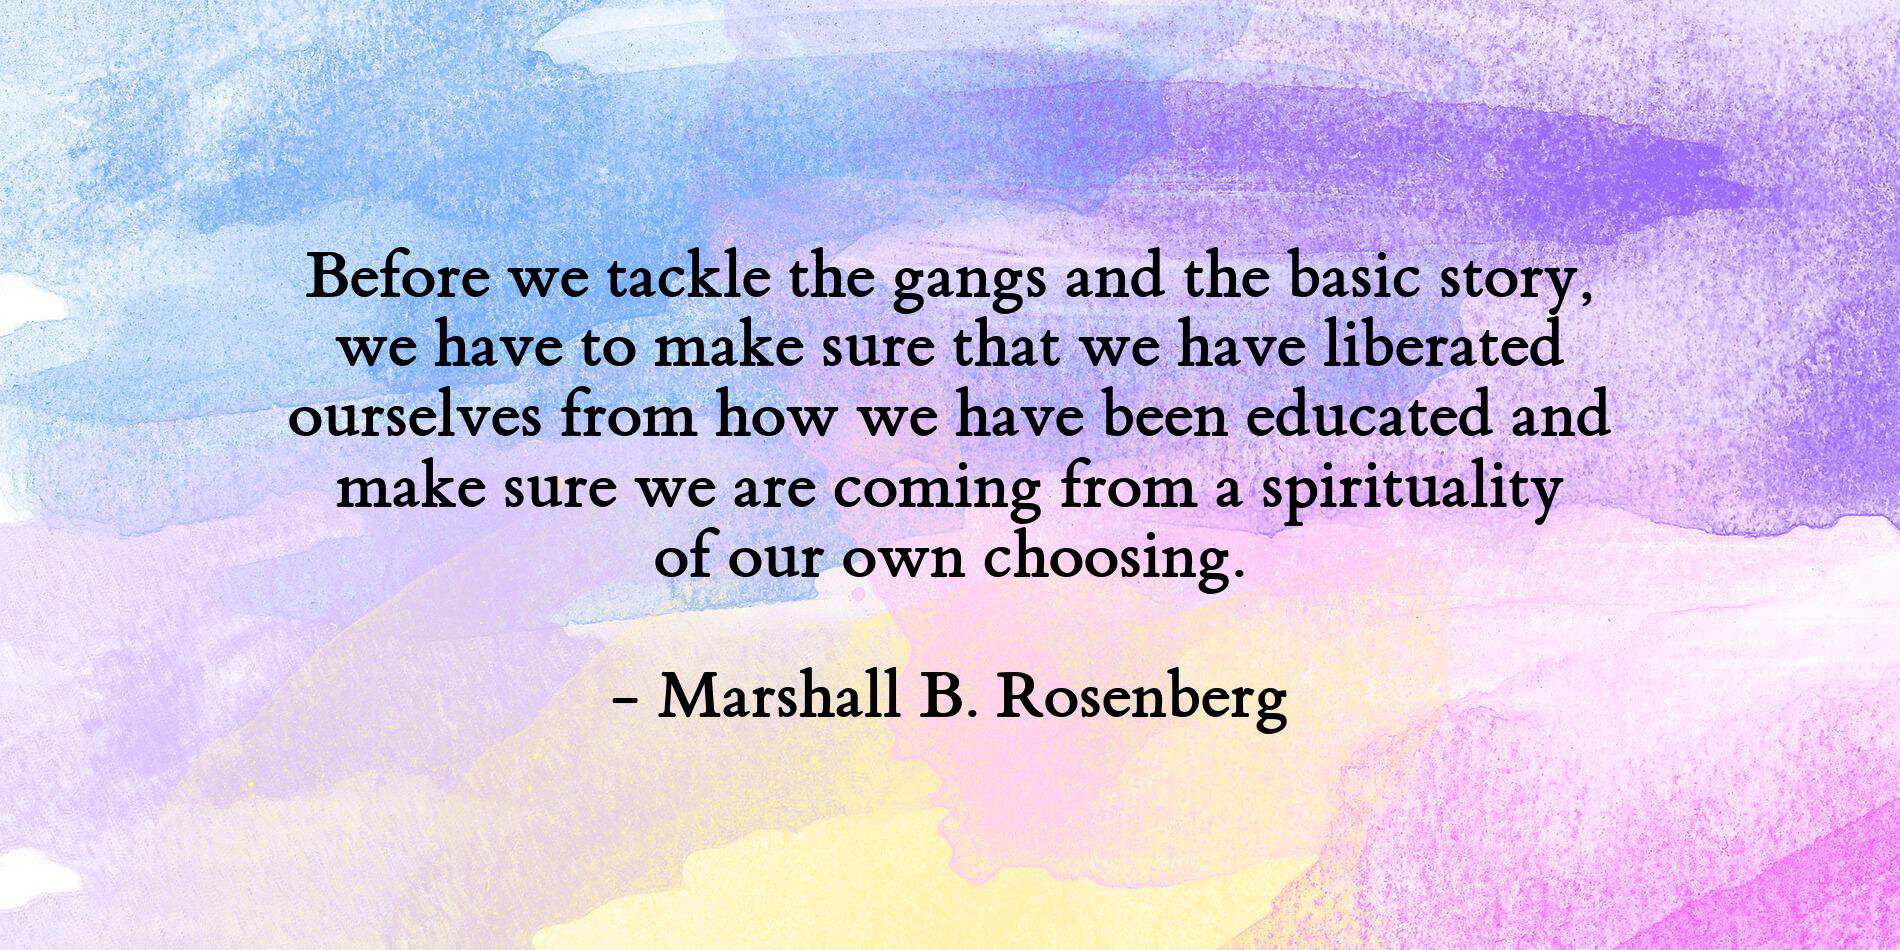 Before we tackle the gangs and the basic story,
we have to make sure that we have liberated
ourselves from how we have been educated and
make sure we are coming from a spirituality
of our own choosing.
- Marshall B. Rosenberg